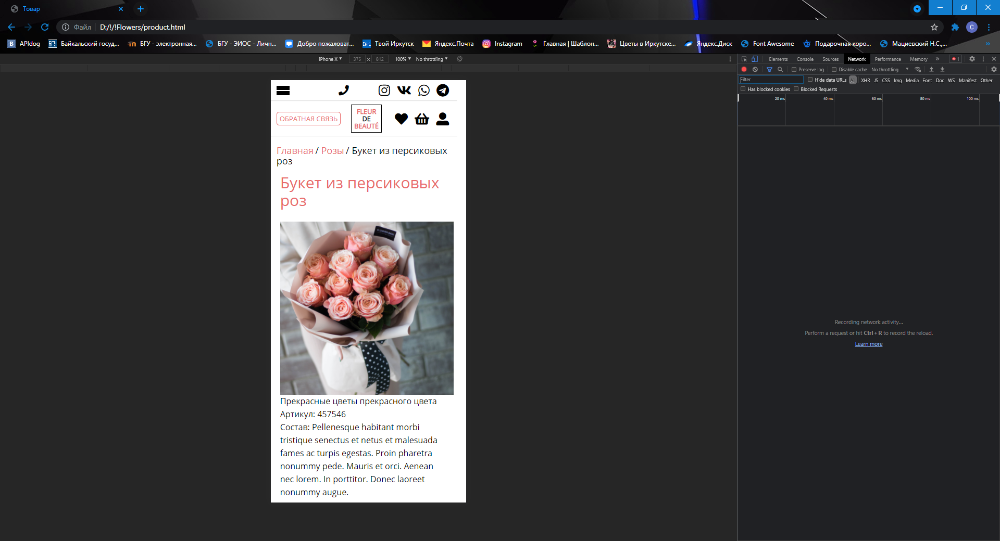 Товар
Файл D:/!/!Flowers/product.html
APIdog Байкальский госуд... БГУ - электронная... БГУ - ЭИОС - Личн... Добро пожаловат... Твой Иркутск Яндекс.Почта Instagram Главная | Шаблон... Цветы в Иркутске... Яндекс.Диск Font Awesome Подарочная коро... Мациевский Н.С.,... »
iPhone X ▼ 375 × 812 100% ▼ No throttling ▼
Elements Console Sources Network Performance Memory » 1
Preserve log Disable cache No throttling ▼
Filter Hide data URLs All XHR JS CSS Img Media Font Doc WS Manifest Other
Has blocked cookies Blocked Requests
20 ms 40 ms 60 ms 80 ms 100 ms
Recording network activity...
Perform a request or hit Ctrl + R to record the reload.
Learn more
ОБРАТНАЯ СВЯЗЬ
FLEUR
DE
BEAUTÉ
Главная / Розы / Букет из персиковых
роз
Букет из персиковых
роз
FLOWER BOX
Прекрасные цветы прекрасного цвета
Артикул: 457546
Состав: Pellenesque habitant morbi
tristique senectus et netus et malesuada
fames ac turpis egestas. Proin pharetra
nonummy pede. Mauris et orci. Aenean
nec lorem. In porttitor. Donec laoreet
nonummy augue.